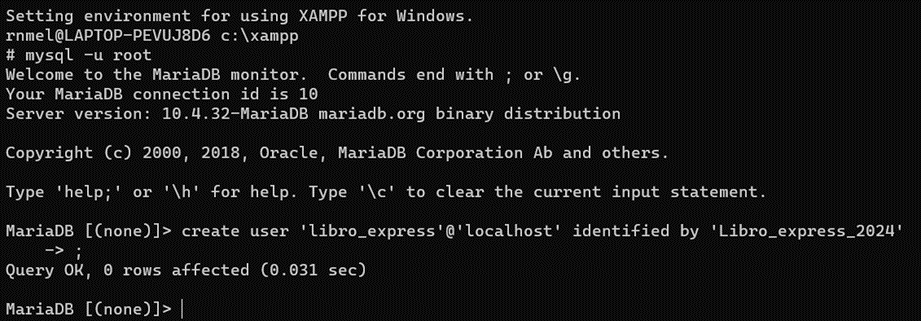 Setting environment for using XAMPP for Windows.
rnmel@LAPTOP-PEVUJ8D6 c:\xampp
# mysql -u root
Welcome to the MariaDB monitor.  Commands end with ; or \g.
Your MariaDB connection id is 10
Server version: 10.4.32-MariaDB mariadb.org binary distribution

Copyright (c) 2000, 2018, Oracle, MariaDB Corporation Ab and others.

Type 'help;' or '\h' for help. Type '\c' to clear the current input statement.

MariaDB [(none)]> create user 'libro_express'@'localhost' identified by 'Libro_express_2024'
    -> ;
Query OK, 0 rows affected (0.031 sec)

MariaDB [(none)]>